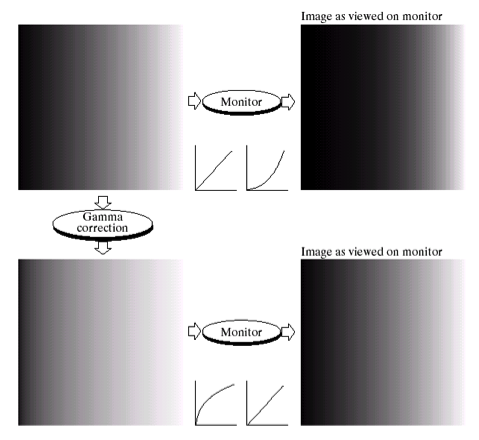 Image as viewed on monitor
Monitor
Gamma
correction
Image as viewed on monitor
Monitor